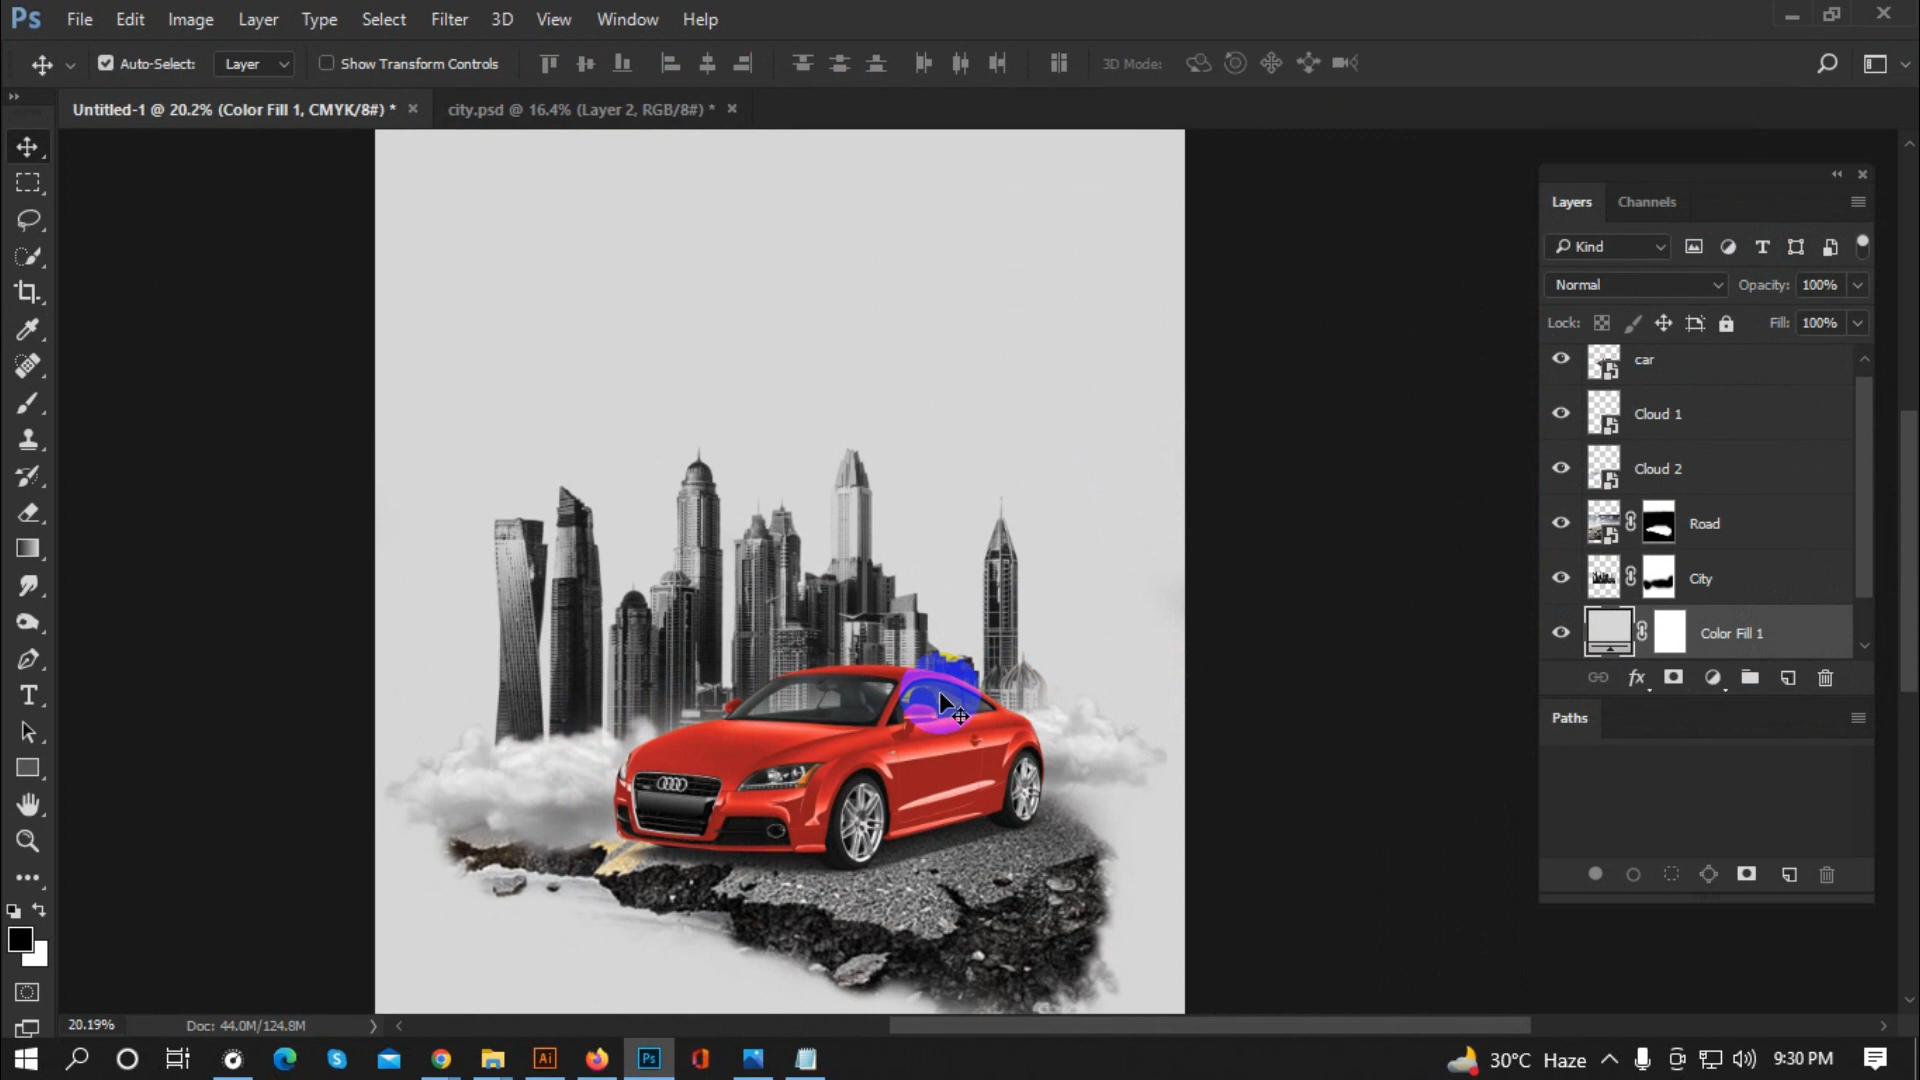 Ps File Edit Image Layer Type Select Filter 3D View Window Help
Auto-Select: Layer Show Transform Controls 3D Mode:
Untitled-1 @ 20.2% (Color Fill 1, CMYK/8#) * × city.psd @ 16.4% (Layer 2, RGB/8#) * ×
Layers Channels
Kind
Normal Opacity: 100%
Lock: Fill: 100%
car
Cloud 1
Cloud 2
Road
City
Color Fill 1
fx
Paths
20.19% Doc: 44.0M/124.8M
Ai Ps 30°C Haze 9:30 PM